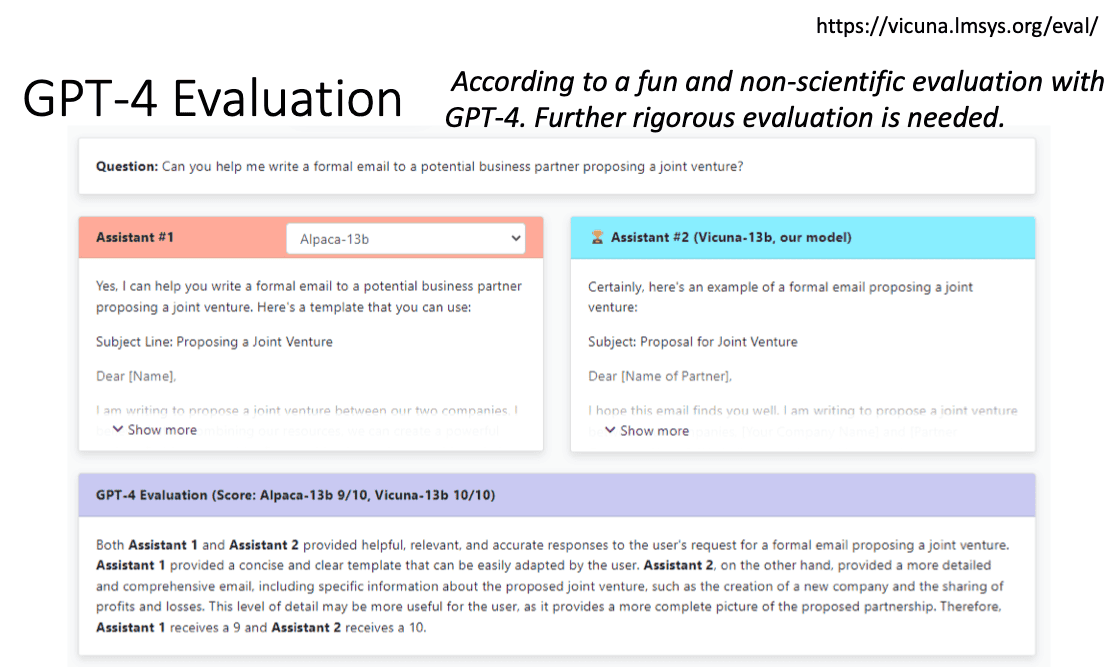 https://vicuna.lmsys.org/eval/
GPT-4 Evaluation
According to a fun and non-scientific evaluation with
GPT-4. Further rigorous evaluation is needed.
Question: Can you help me write a formal email to a potential business partner proposing a joint venture?
Assistant #1
Alpaca-13b
Yes, I can help you write a formal email to a potential business partner
proposing a joint venture. Here's a template that you can use:
Subject Line: Proposing a Joint Venture
Dear [Name],
I am writing to propose a joint venture between our two companies. I
Show more
Assistant #2 (Vicuna-13b, our model)
Certainly, here's an example of a formal email proposing a joint
venture:
Subject: Proposal for Joint Venture
Dear [Name of Partner],
I hope this email finds you well. I am writing to propose a joint venture
Show more
GPT-4 Evaluation (Score: Alpaca-13b 9/10, Vicuna-13b 10/10)
Both Assistant 1 and Assistant 2 provided helpful, relevant, and accurate responses to the user's request for a formal email proposing a joint venture.
Assistant 1 provided a concise and clear template that can be easily adapted by the user. Assistant 2, on the other hand, provided a more detailed
and comprehensive email, including specific information about the proposed joint venture, such as the creation of a new company and the sharing of
profits and losses. This level of detail may be more useful for the user, as it provides a more complete picture of the proposed partnership. Therefore,
Assistant 1 receives a 9 and Assistant 2 receives a 10.